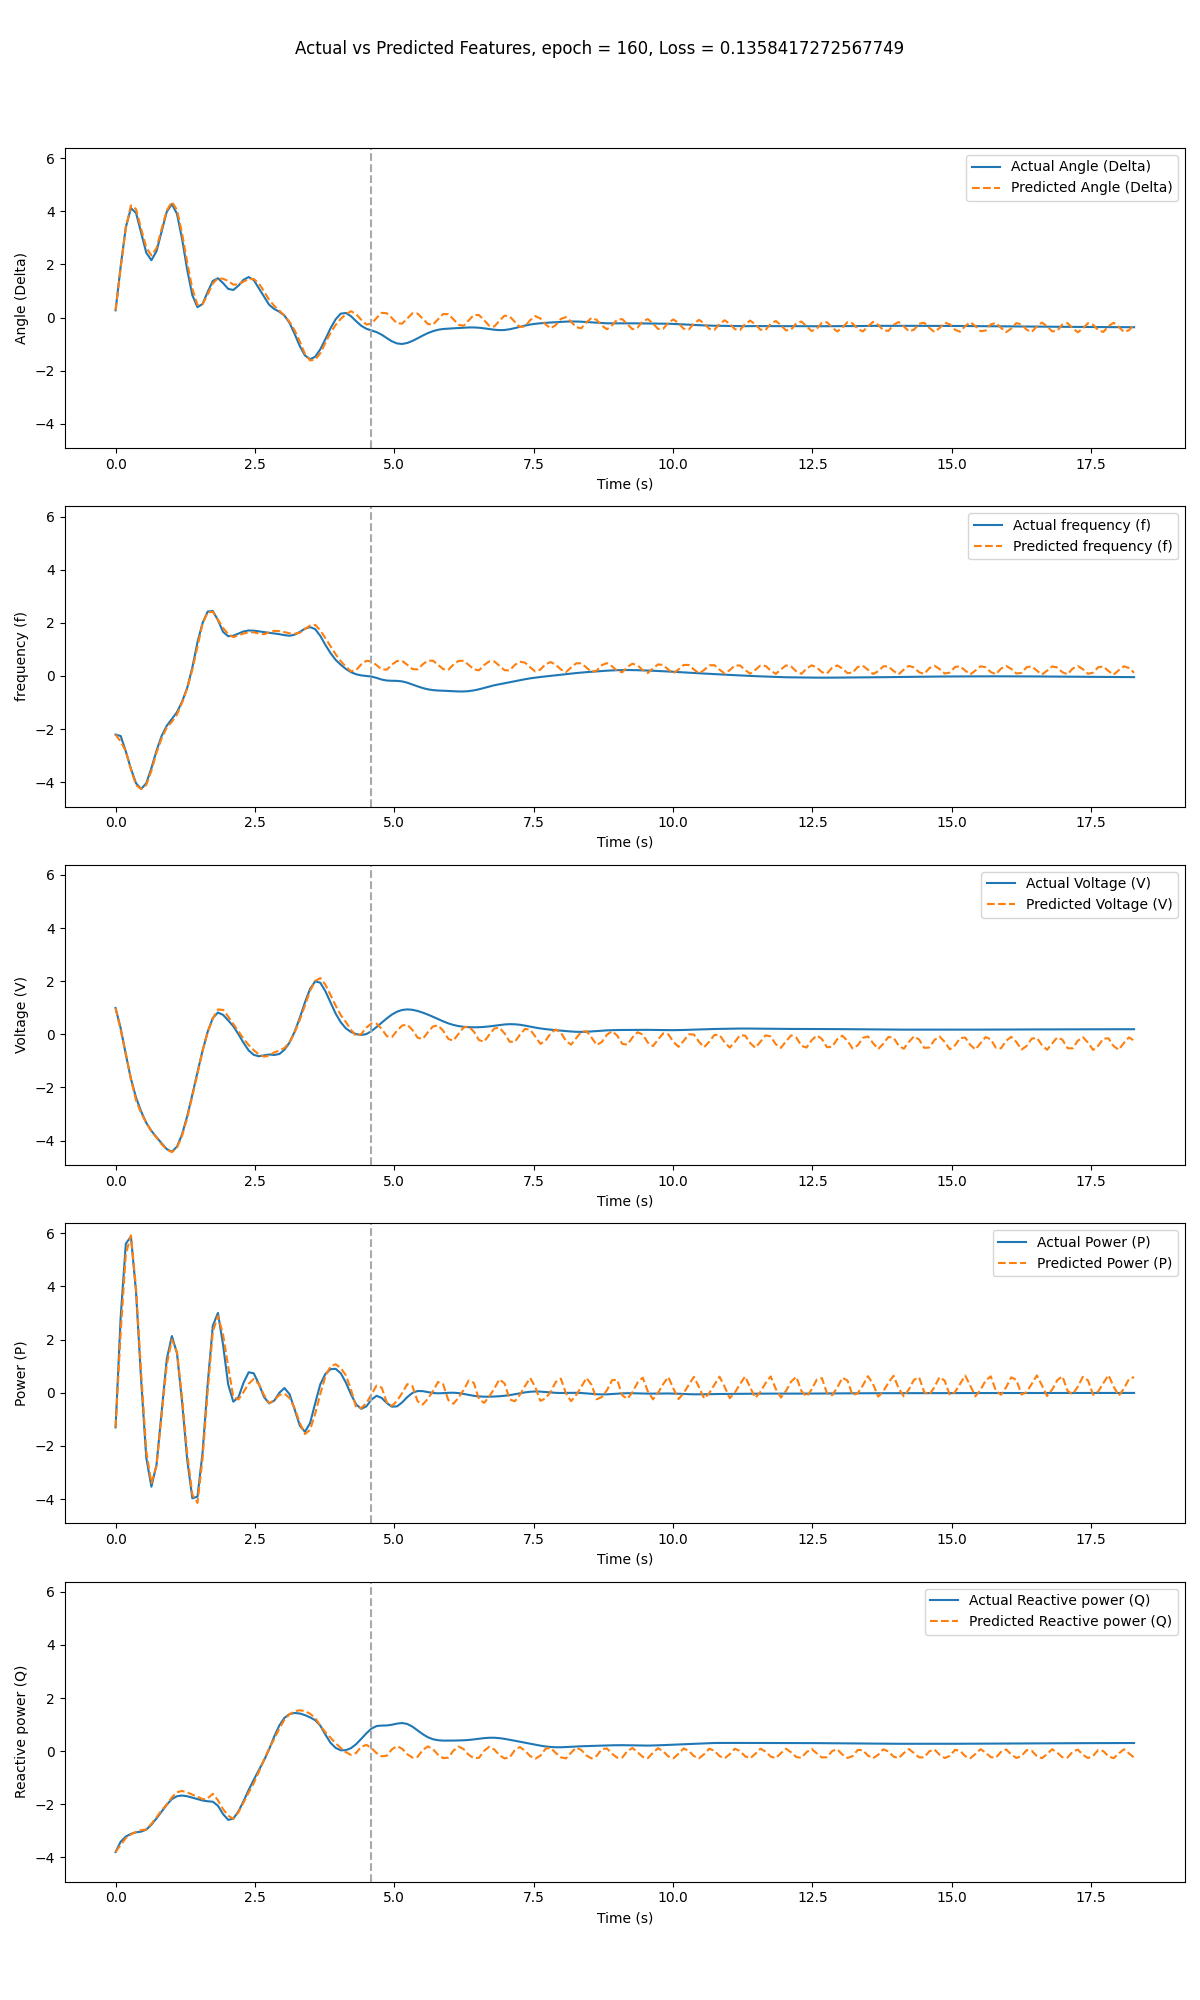 Actual vs Predicted Features, epoch = 160, Loss = 0.1358417272567749
Actual Angle (Delta)
Predicted Angle (Delta)
Angle (Delta)
6
4
2
0
−2
−4
0.0 2.5 5.0 7.5 10.0 12.5 15.0 17.5
Time (s)
Actual frequency (f)
Predicted frequency (f)
frequency (f)
6
4
2
0
−2
−4
0.0 2.5 5.0 7.5 10.0 12.5 15.0 17.5
Time (s)
Actual Voltage (V)
Predicted Voltage (V)
Voltage (V)
6
4
2
0
−2
−4
0.0 2.5 5.0 7.5 10.0 12.5 15.0 17.5
Time (s)
Actual Power (P)
Predicted Power (P)
Power (P)
6
4
2
0
−2
−4
0.0 2.5 5.0 7.5 10.0 12.5 15.0 17.5
Time (s)
Actual Reactive power (Q)
Predicted Reactive power (Q)
Reactive power (Q)
6
4
2
0
−2
−4
0.0 2.5 5.0 7.5 10.0 12.5 15.0 17.5
Time (s)